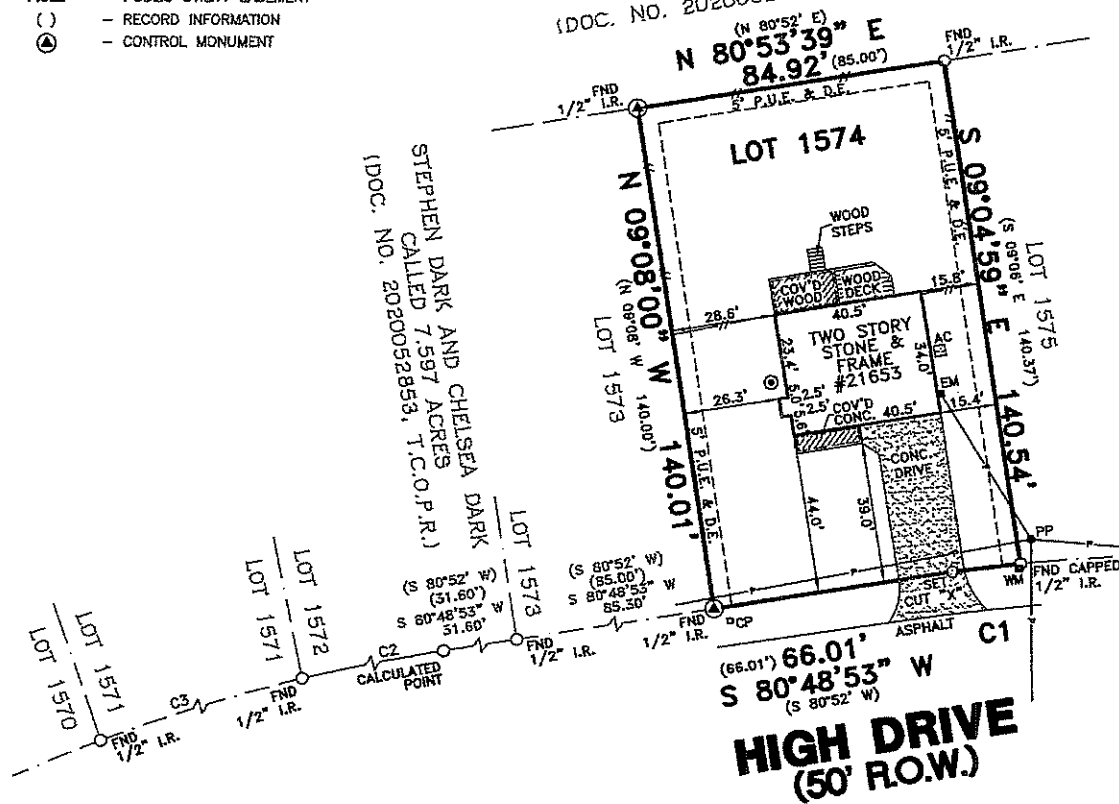 ( ) – RECORD INFORMATION
– CONTROL MONUMENT
(DOC. NO.
(N 80°52' E)
N 80°53'39" E
84.92' (85.00')
FND
1/2" I.R.
FND
1/2" I.R.
5' P.U.E. & D.E.
LOT 1574
STEPHEN DARK AND CHELSEA DARK
CALLED 7.597 ACRES
(DOC. NO. 2020052853, T.C.O.P.R.)
N 09°08'00" W 140.01'
(N 09°08' W 140.00')
LOT 1573
5' P.U.E. & D.E.
S 09°04'59" E 140.54'
(S 09°06' E 140.37')
LOT 1575
5' P.U.E. & D.E.
WOOD
STEPS
COV'D
WOOD
WOOD
DECK
15.8'
28.6'
40.5'
TWO STORY
STONE &
FRAME
#21653
23.4'
34.0'
AC
EM
26.3'
5.0'
2.5'
5.6'
2.5'
COV'D
CONC.
40.5'
15.4'
CONC.
DRIVE
44.0'
39.0'
PP
WM
FND CAPPED
1/2" I.R.
SET
CUT "X"
ASPHALT
C1
CP
FND
1/2" I.R.
(66.01') 66.01'
S 80°48'53" W
(S 80°52' W)
HIGH DRIVE
(50' R.O.W.)
(S 80°52' W)
(85.00')
S 80°48'53" W
85.30'
LOT 1573
FND
1/2" I.R.
(S 80°52' W)
(31.60')
S 80°48'53" W
31.60'
C2
CALCULATED
POINT
LOT 1572
LOT 1571
FND
1/2" I.R.
C3
LOT 1571
LOT 1570
FND
1/2" I.R.